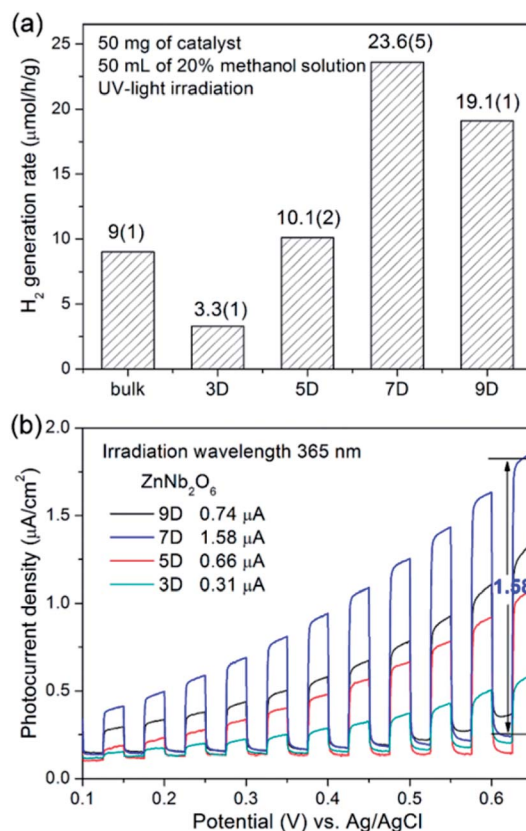 (a)
50 mg of catalyst
50 mL of 20% methanol solution
UV-light irradiation
H₂ generation rate (μmol/h/g)
25
20
15
10
5
0
9(1)
3.3(1)
10.1(2)
23.6(5)
19.1(1)
bulk 3D 5D 7D 9D
(b)
Irradiation wavelength 365 nm
ZnNb₂O₆
9D 0.74 μA
7D 1.58 μA
5D 0.66 μA
3D 0.31 μA
1.58
Photocurrent density (μA/cm²)
2.0
1.5
1.0
0.5
0.0
0.1 0.2 0.3 0.4 0.5 0.6
Potential (V) vs. Ag/AgCl